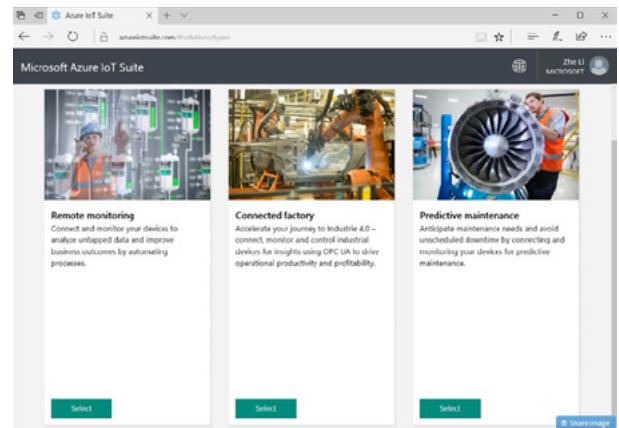 Azure IoT Suite
azureiotsuite.com/#solutions/types
Microsoft Azure IoT Suite
Zhe Li
MICROSOFT
Remote monitoring
Connect and monitor your devices to
analyze untapped data and improve
business outcomes by automating
processes.
Select
Connected factory
Accelerate your journey to Industrie 4.0 –
connect, monitor and control industrial
devices for insights using OPC UA to drive
operational productivity and profitability.
Select
Predictive maintenance
Anticipate maintenance needs and avoid
unscheduled downtime by connecting and
monitoring your devices for predictive
maintenance.
Select
Share Image